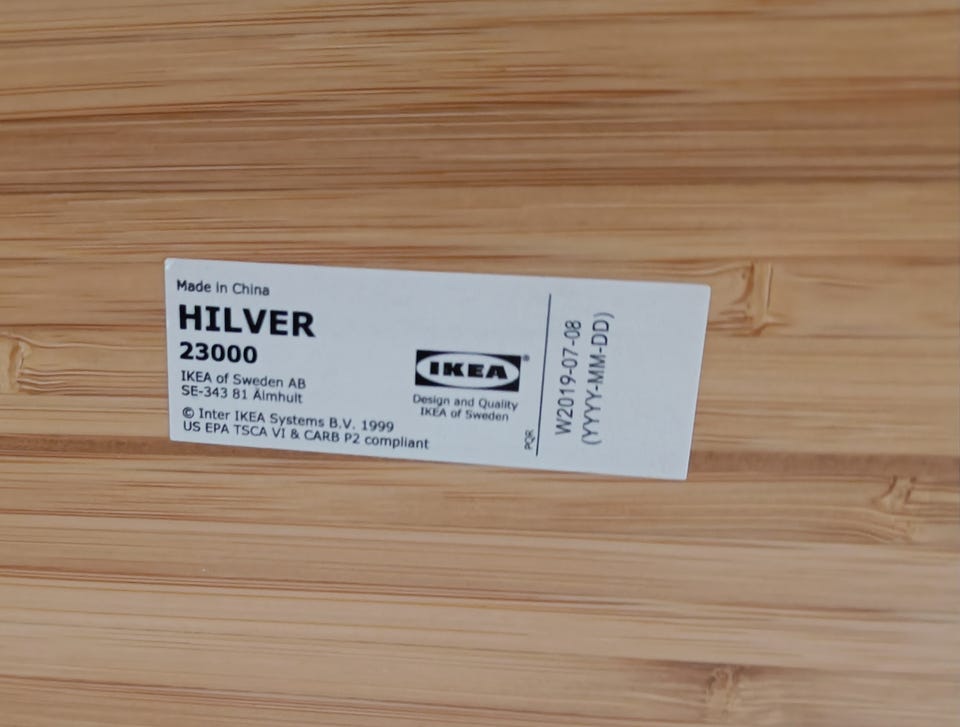 Made in China
HILVER
23000
IKEA of Sweden AB
SE-343 81 Älmhult
© Inter IKEA Systems B.V. 1999
US EPA TSCA VI & CARB P2 compliant
IKEA®
Design and Quality
IKEA of Sweden
PQR
W2019-07-08
(YYYY-MM-DD)